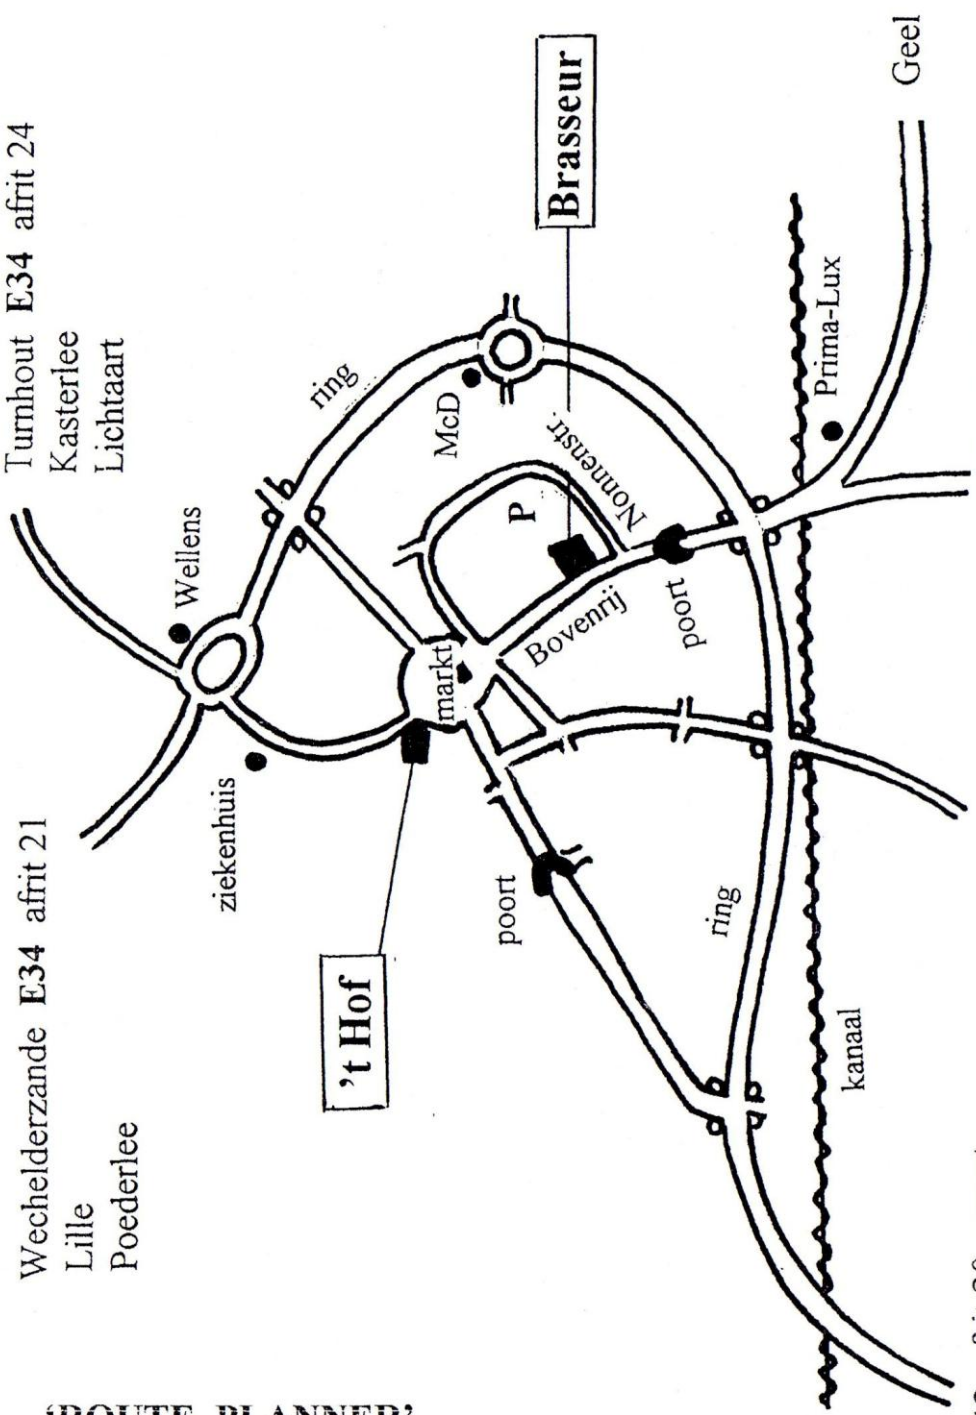 'ROUTE PLANNER'
Wechelderzande E34 afrit 21
Lille
Poederlee
Turnhout E34 afrit 24
Kasterlee
Lichtaart
Wellens
ziekenhuis
ring
McD
't Hof
markt
P
Brasseur
Nonnenstr.
Bovenrij
poort
poort
ring
Prima-Lux
Geel
kanaal